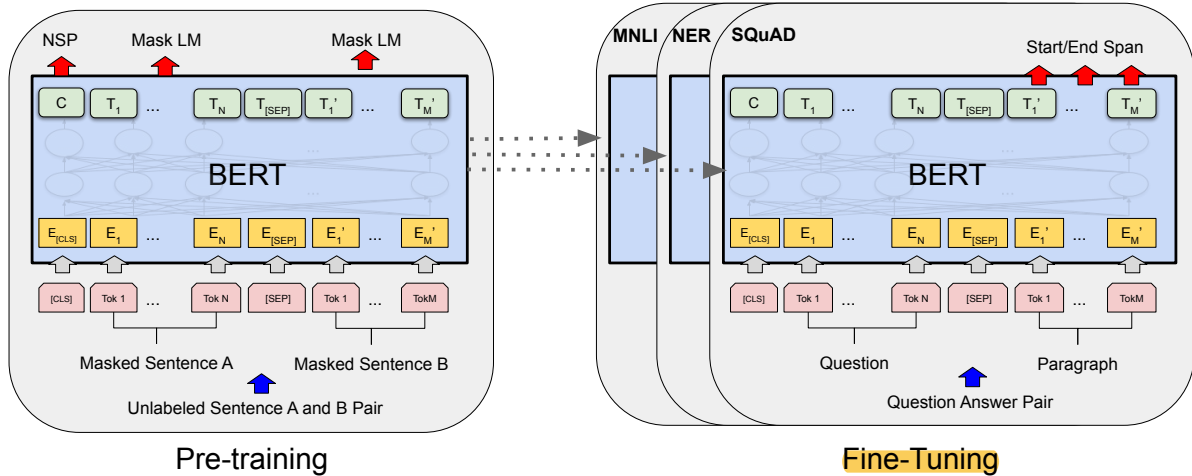 NSP Mask LM Mask LM
C T1 ... TN T[SEP] T1' ... TM'
...
BERT
...
E[CLS] E1 ... EN E[SEP] E1' ... EM'
[CLS] Tok 1 ... Tok N [SEP] Tok 1 ... TokM
Masked Sentence A Masked Sentence B
Unlabeled Sentence A and B Pair
Pre-training
MNLI NER SQuAD
Start/End Span
C T1 ... TN T[SEP] T1' ... TM'
...
BERT
...
E[CLS] E1 ... EN E[SEP] E1' ... EM'
[CLS] Tok 1 ... Tok N [SEP] Tok 1 ... TokM
Question Paragraph
Question Answer Pair
Fine-Tuning